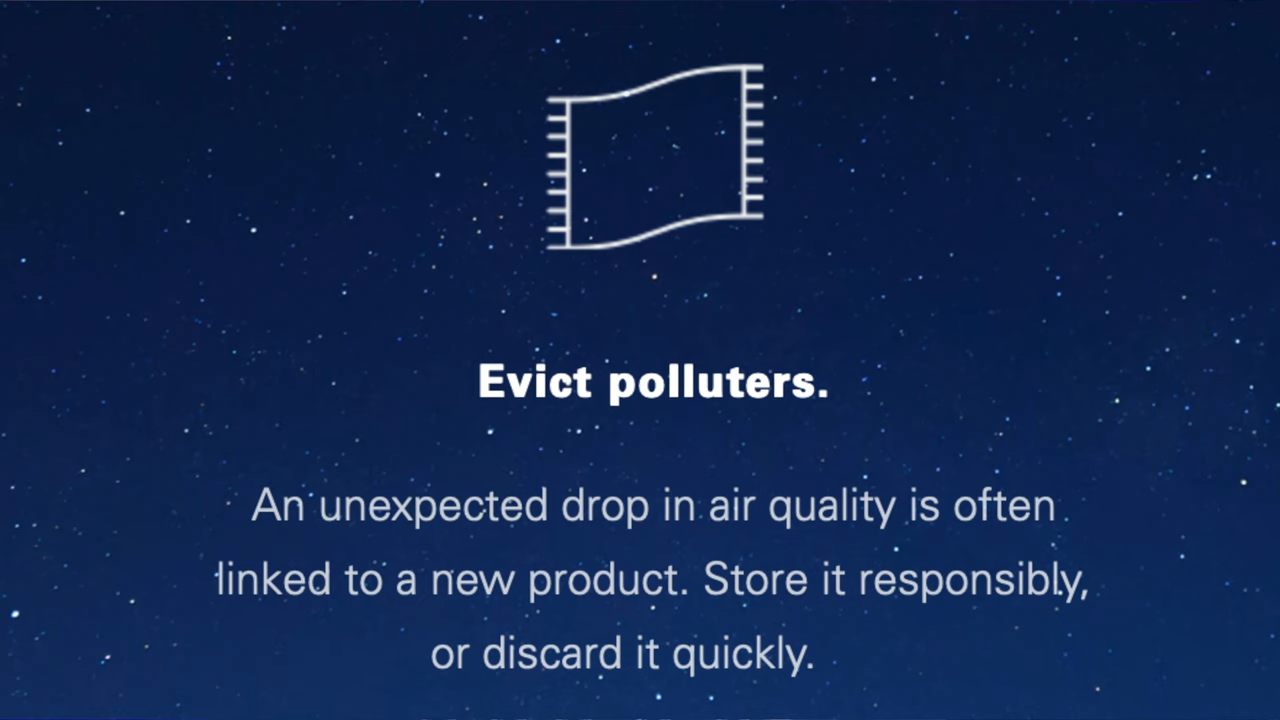 Evict polluters.
An unexpected drop in air quality is often
linked to a new product. Store it responsibly,
or discard it quickly.